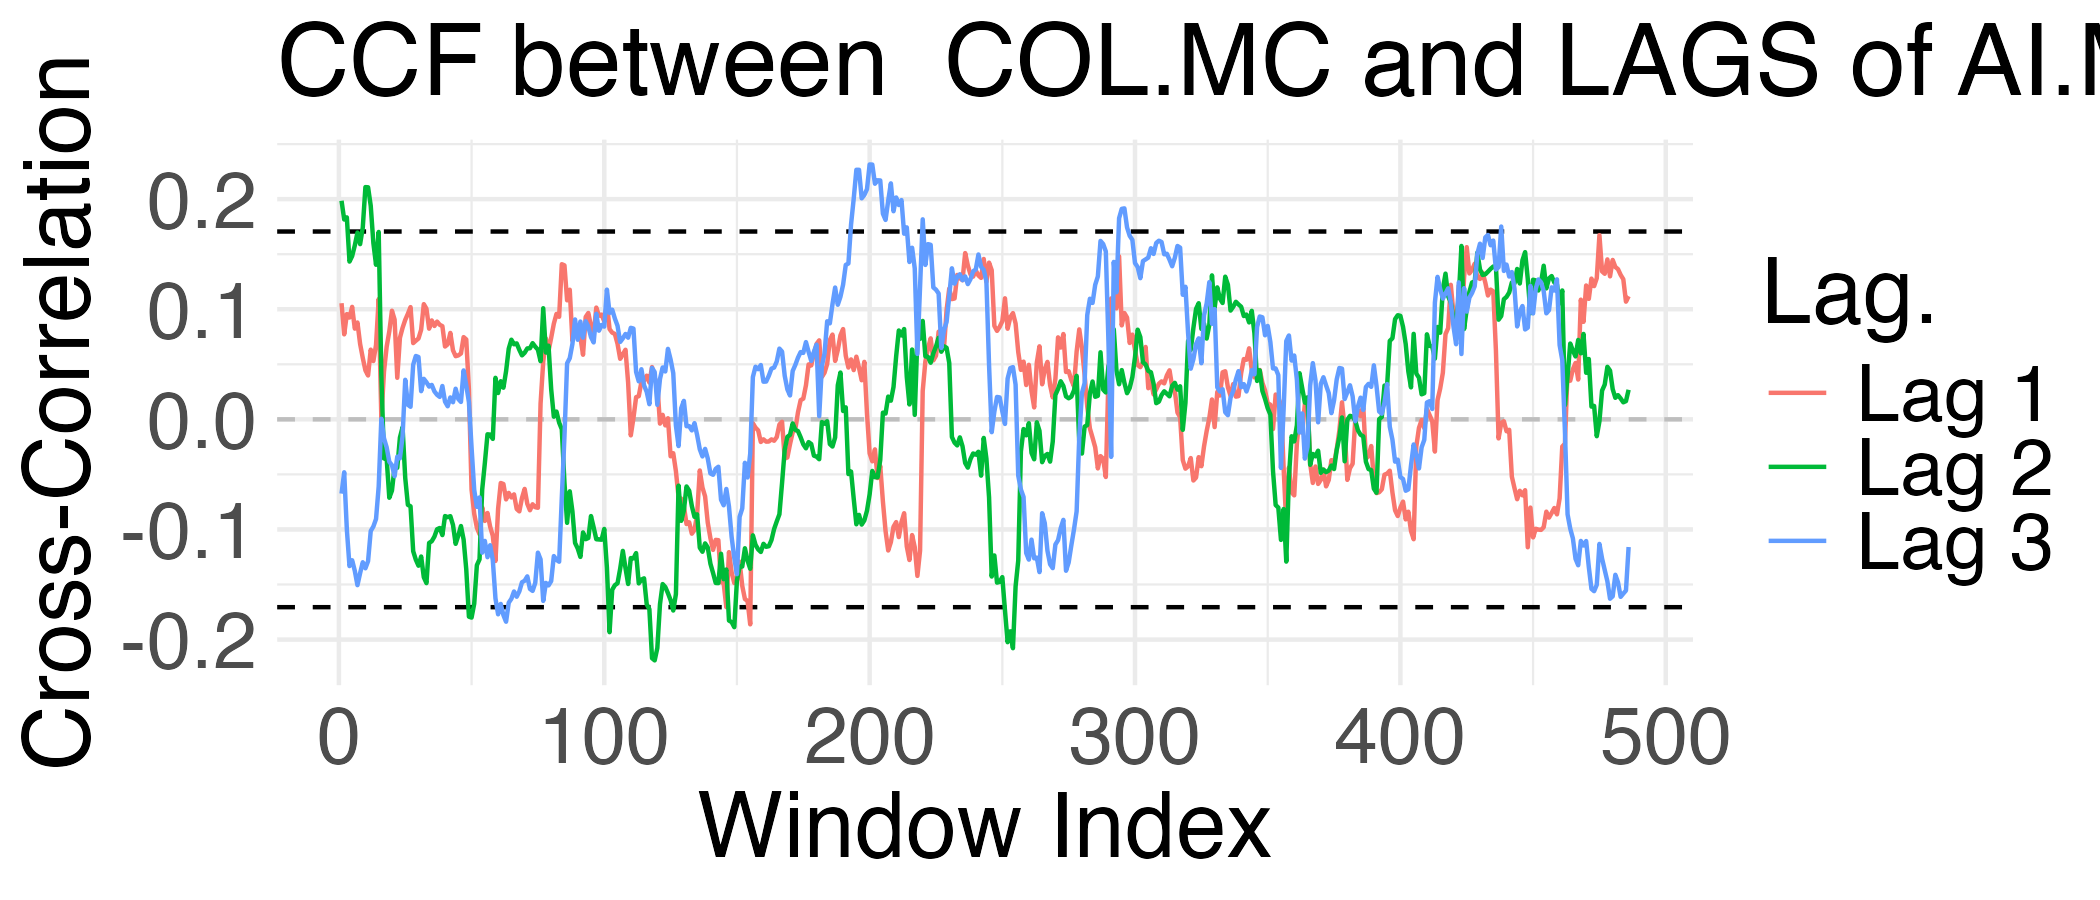 CCF between  COL.MC and LAGS of AI.
Cross-Correlation
0.2
0.1
0.0
-0.1
-0.2
0
100
200
300
400
500
Window Index
Lag.
Lag 1
Lag 2
Lag 3